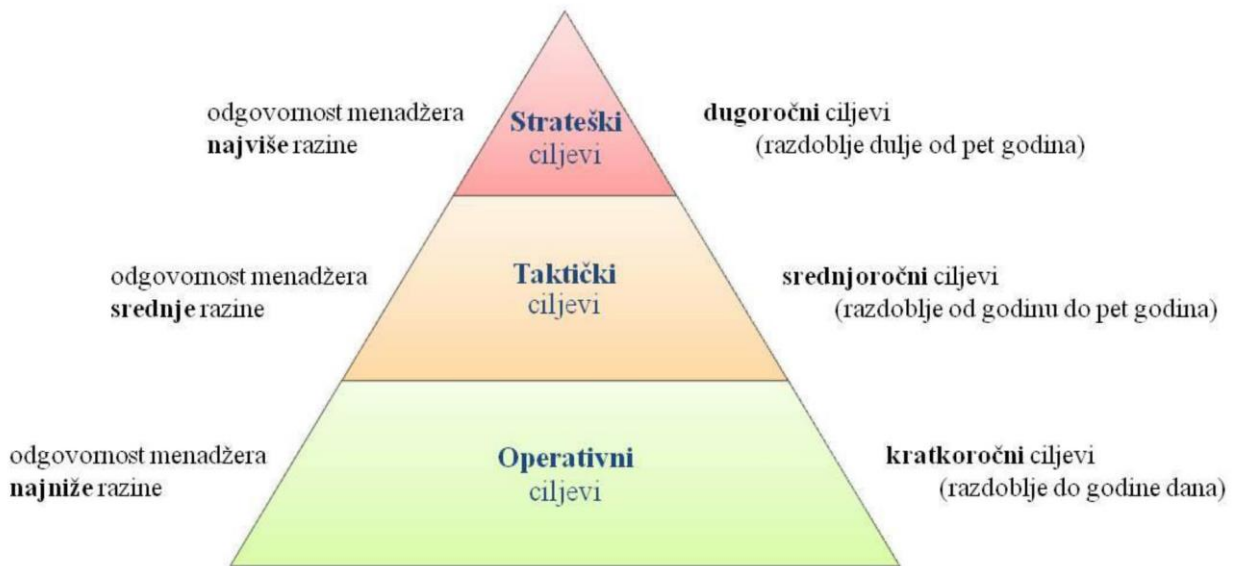 odgovornost menadžera
najviše razine
Strateški
ciljevi
dugoročni ciljevi
(razdoblje dulje od pet godina)
odgovornost menadžera
srednje razine
Taktički
ciljevi
srednjoročni ciljevi
(razdoblje od godinu do pet godina)
odgovornost menadžera
najniže razine
Operativni
ciljevi
kratkoročni ciljevi
(razdoblje do godine dana)